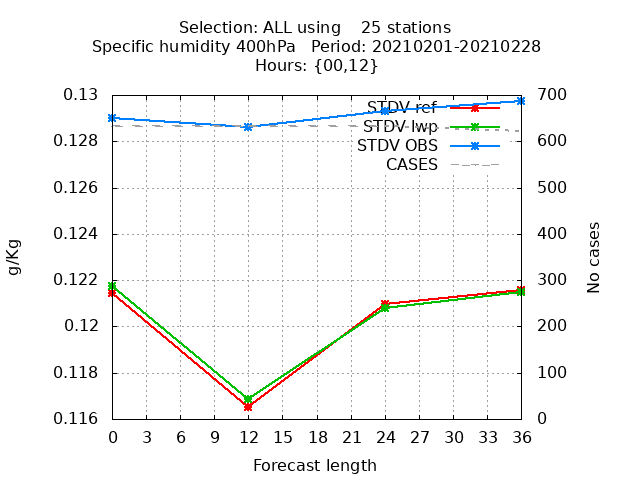 Selection: ALL using    25 stations
Specific humidity 400hPa   Period: 20210201-20210228
Hours: {00,12}
0.13
0.128
0.126
0.124
0.122
0.12
0.118
0.116
g/Kg
STDV ref
STDV lwp
STDV OBS
CASES
700
600
500
400
300
200
100
0
No cases
0 3 6 9 12 15 18 21 24 27 30 33 36
Forecast length